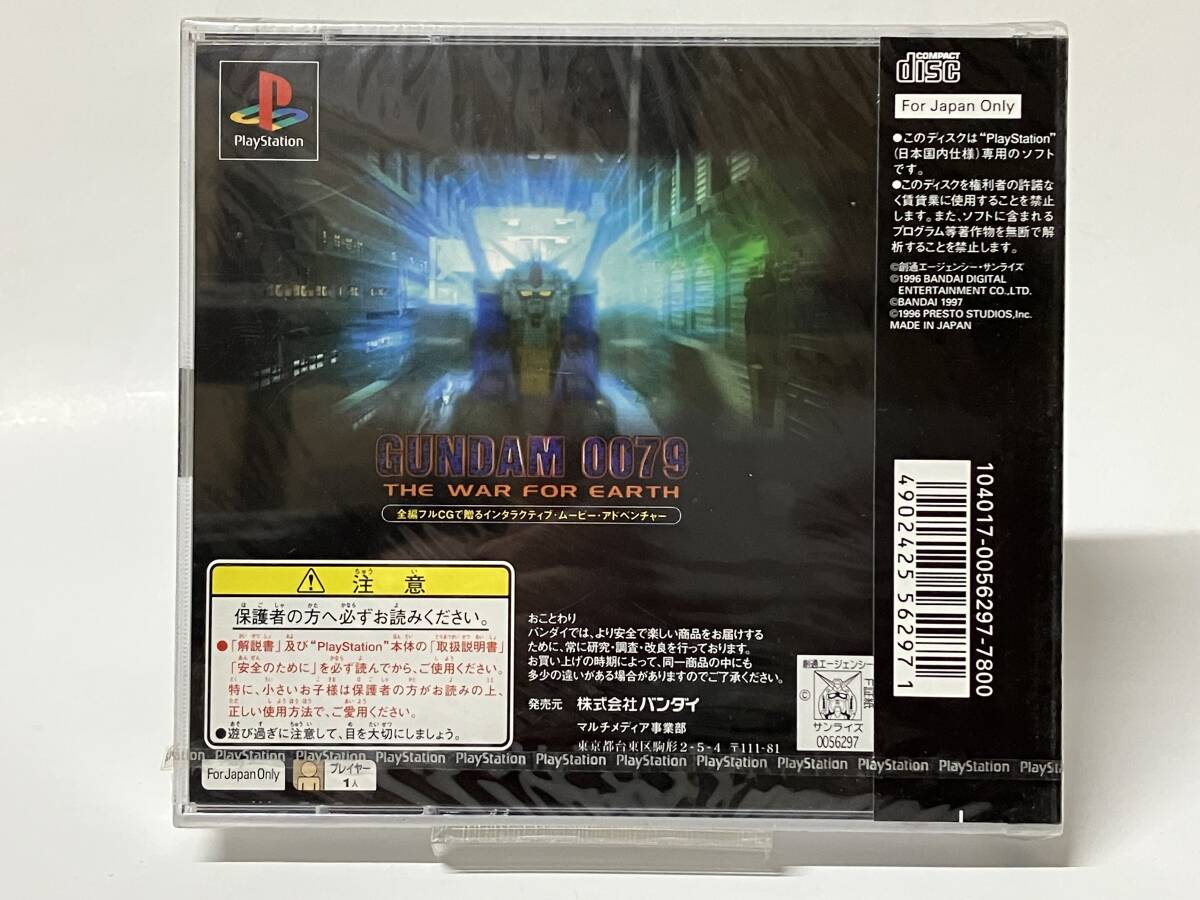 PlayStation
GUNDAM 0079
THE WAR FOR EARTH
全編フルCGで贈るインタラクティブ・ムービー・アドベンチャー
注意
保護者の方へ必ずお読みください。
●「解説書」及び“PlayStation”本体の「取扱説明書」
「安全のために」を必ず読んでから、ご使用ください。
特に、小さいお子様は保護者の方がお読みの上、
正しい使用方法で、ご愛用ください。
●遊び過ぎに注意して、目を大切にしましょう。
For Japan Only
プレイヤー
1人
おことわり
バンダイでは、より安全で楽しい商品をお届けする
ために、常に研究・調査・改良を行っております。
お買い上げの時期によって、同一商品の中にも
多少の違いがある場合がありますのでご了承ください。
発売元 株式会社バンダイ
マルチメディア事業部
東京都台東区駒形2-5-4 〒111-81
創通エージェンシー
©
サンライズ
0056297
PlayStation PlayStation PlayStation PlayStation PlayStation PlayStation PlayStation PlayStation PlayStation PlayStation
COMPACT
disc
For Japan Only
●このディスクは“PlayStation”
(日本国内仕様)専用のソフト
です。
●このディスクを権利者の許諾な
く賃貸業に使用することを禁止
します。また、ソフトに含まれる
プログラム等著作物を無断で解
析することを禁止します。
©創通エージェンシー・サンライズ
©1996 BANDAI DIGITAL
ENTERTAINMENT CO.,LTD.
©BANDAI 1997
©1996 PRESTO STUDIOS,Inc.
MADE IN JAPAN
104017-0056297-7800
4902425562971